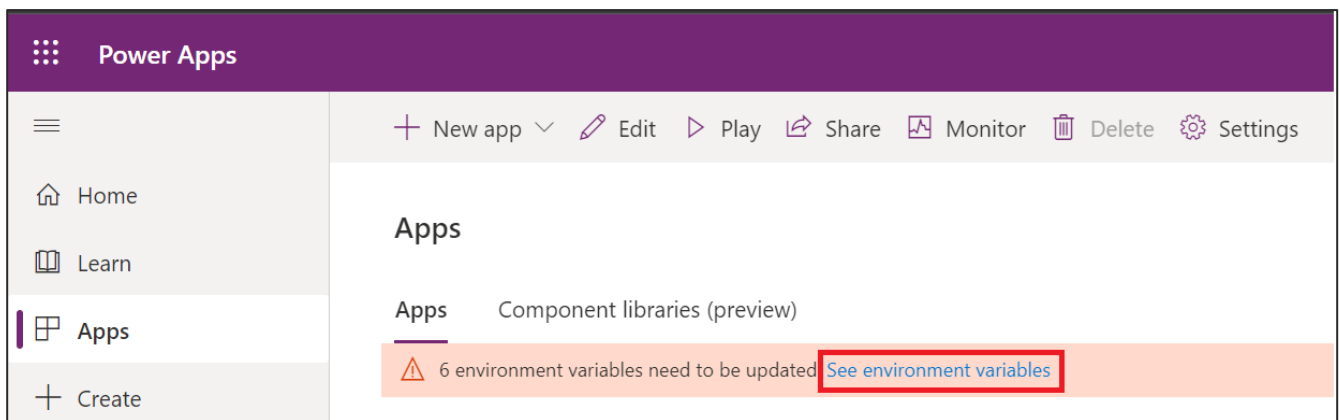 Power Apps
New app Edit Play Share Monitor Delete Settings
Home
Learn
Apps
Create
Apps
Apps Component libraries (preview)
6 environment variables need to be updated See environment variables